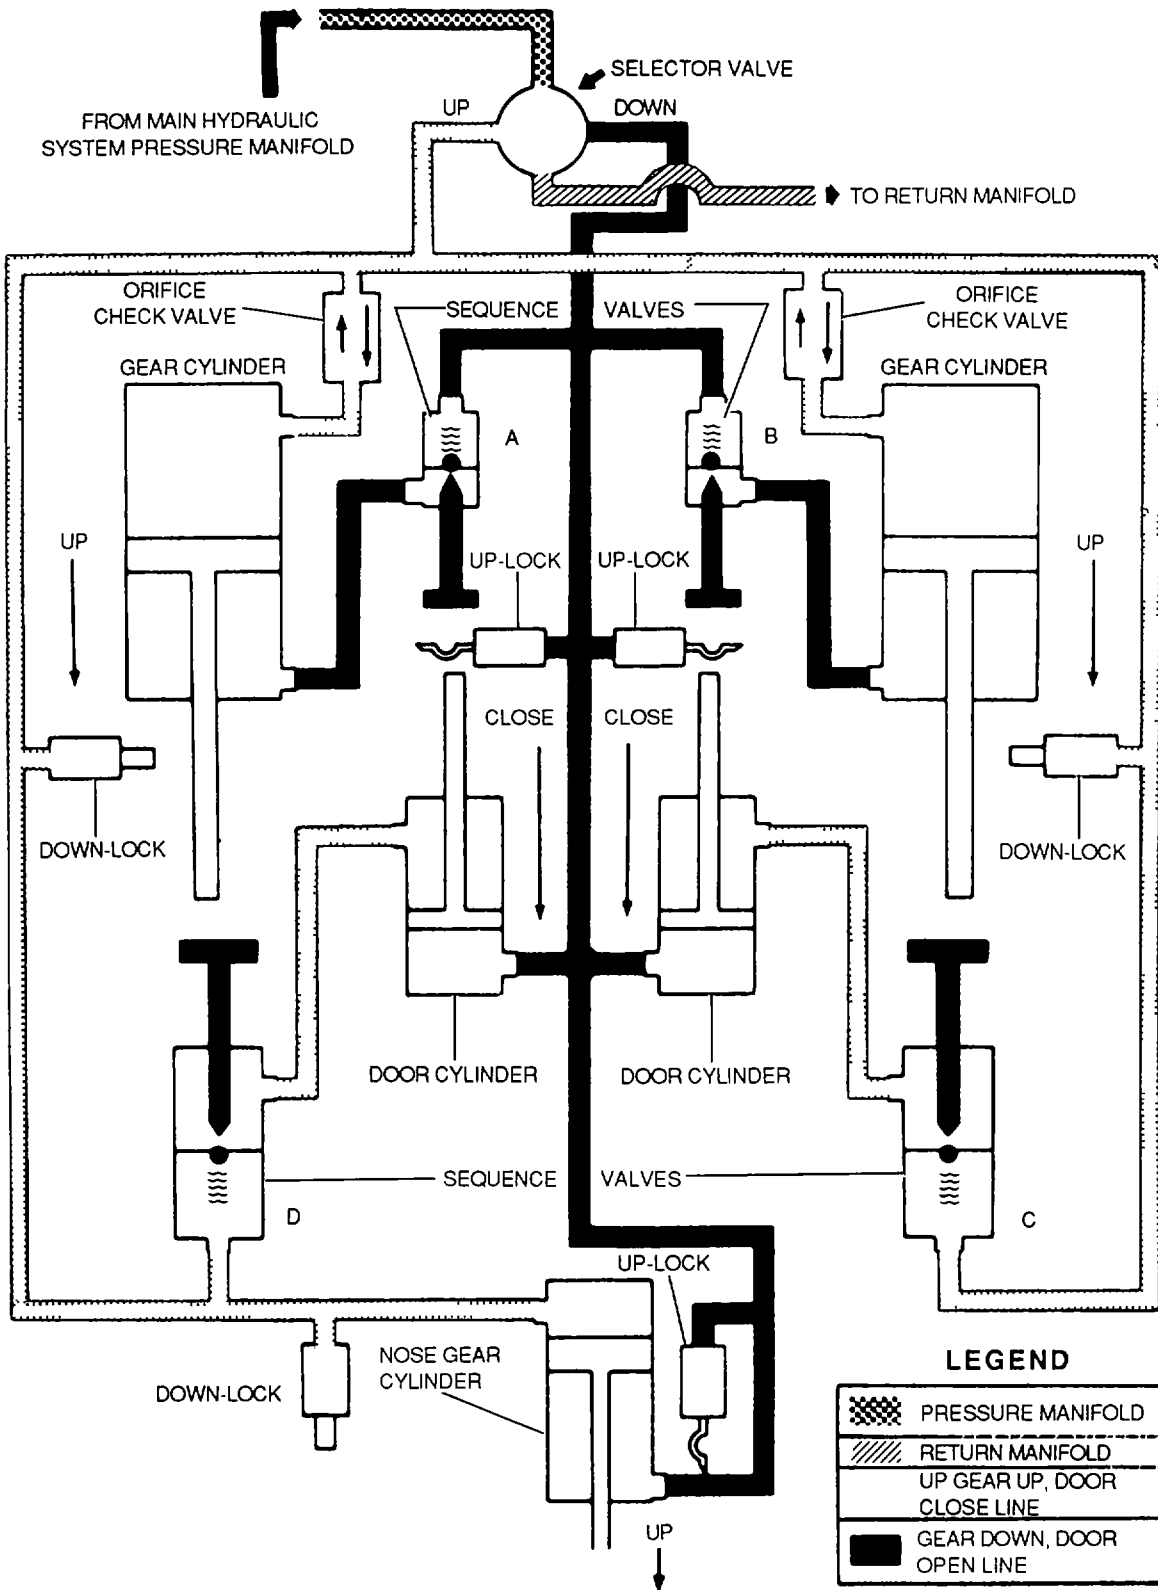 SELECTOR VALVE
UP
DOWN
FROM MAIN HYDRAULIC
SYSTEM PRESSURE MANIFOLD
TO RETURN MANIFOLD
ORIFICE
CHECK VALVE
SEQUENCE
VALVES
ORIFICE
CHECK VALVE
GEAR CYLINDER
GEAR CYLINDER
A
B
UP
UP-LOCK
UP-LOCK
UP
CLOSE
CLOSE
DOWN-LOCK
DOWN-LOCK
DOOR CYLINDER
DOOR CYLINDER
SEQUENCE
VALVES
D
C
UP-LOCK
NOSE GEAR
CYLINDER
DOWN-LOCK
UP
LEGEND
PRESSURE MANIFOLD
RETURN MANIFOLD
UP GEAR UP, DOOR
CLOSE LINE
GEAR DOWN, DOOR
OPEN LINE